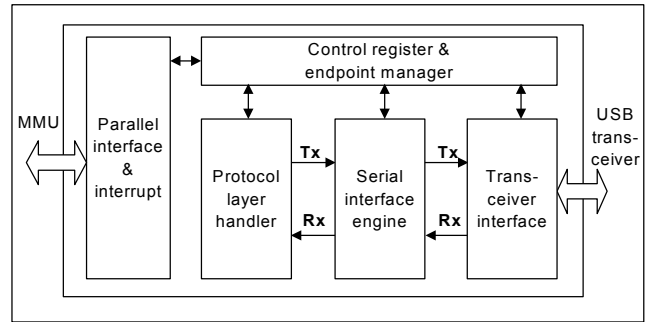 Control register &
endpoint manager
MMU
Parallel
interface
&
interrupt
Protocol
layer
handler
Tx
Rx
Serial
interface
engine
Tx
Rx
Trans-
ceiver
interface
USB
trans-
ceiver